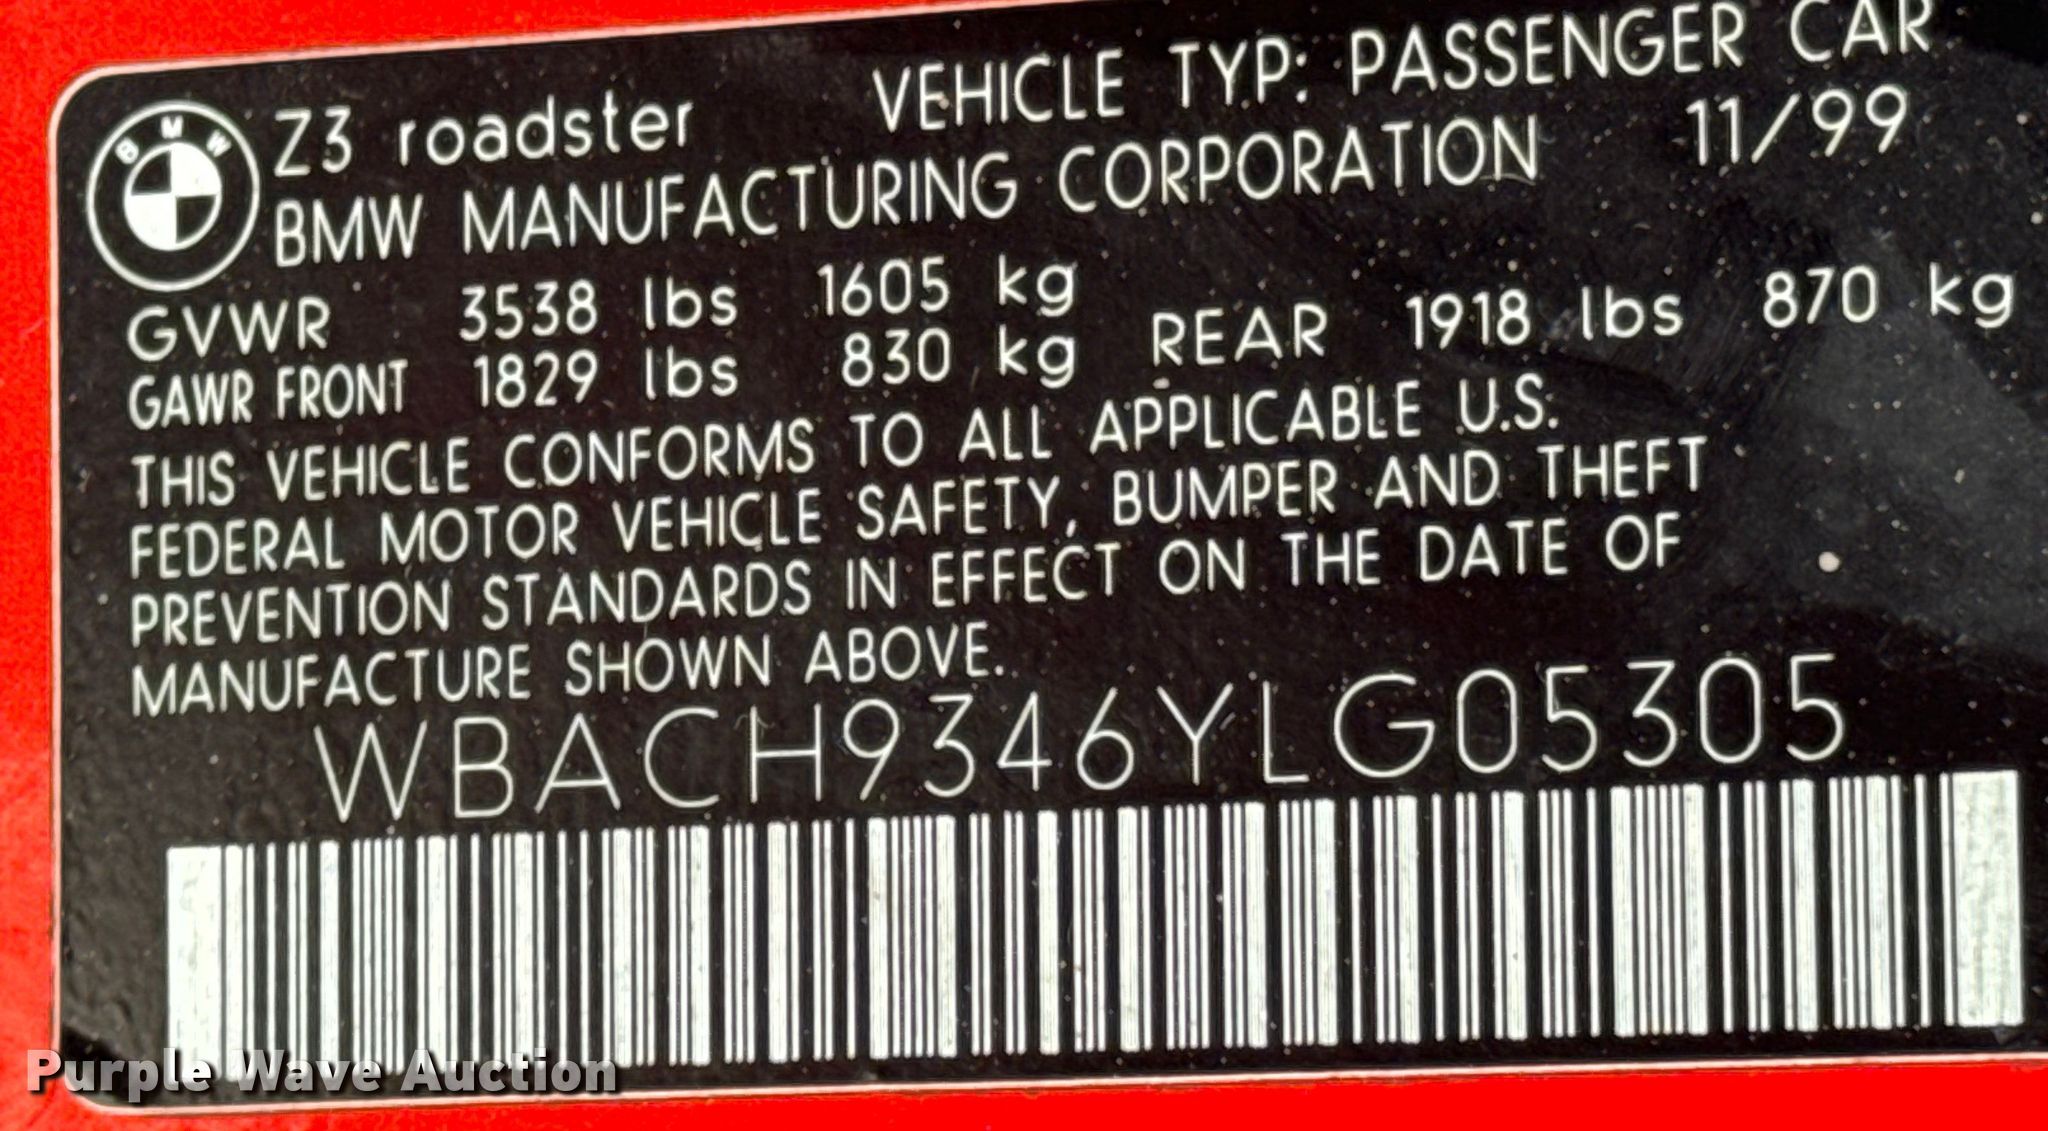 BMW
Z3 roadster VEHICLE TYP: PASSENGER CAR
BMW MANUFACTURING CORPORATION 11/99
GVWR 3538 lbs 1605 kg
GAWR FRONT 1829 lbs 830 kg REAR 1918 lbs 870 kg
THIS VEHICLE CONFORMS TO ALL APPLICABLE U.S.
FEDERAL MOTOR VEHICLE SAFETY, BUMPER AND THEFT
PREVENTION STANDARDS IN EFFECT ON THE DATE OF
MANUFACTURE SHOWN ABOVE.
WBACH9346YLG05305
Purple Wave Auction